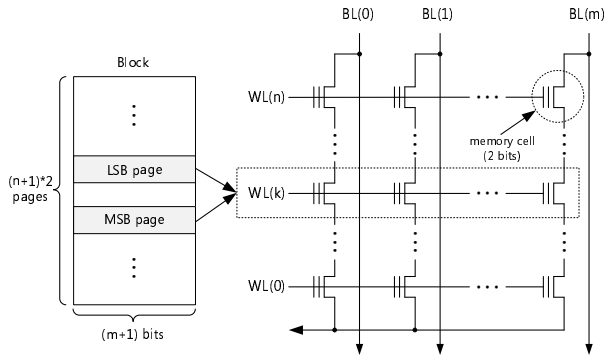 BL(0) BL(1) BL(m)
Block
WL(n)
memory cell
(2 bits)
(n+1)*2
pages
LSB page
WL(k)
MSB page
WL(0)
(m+1) bits